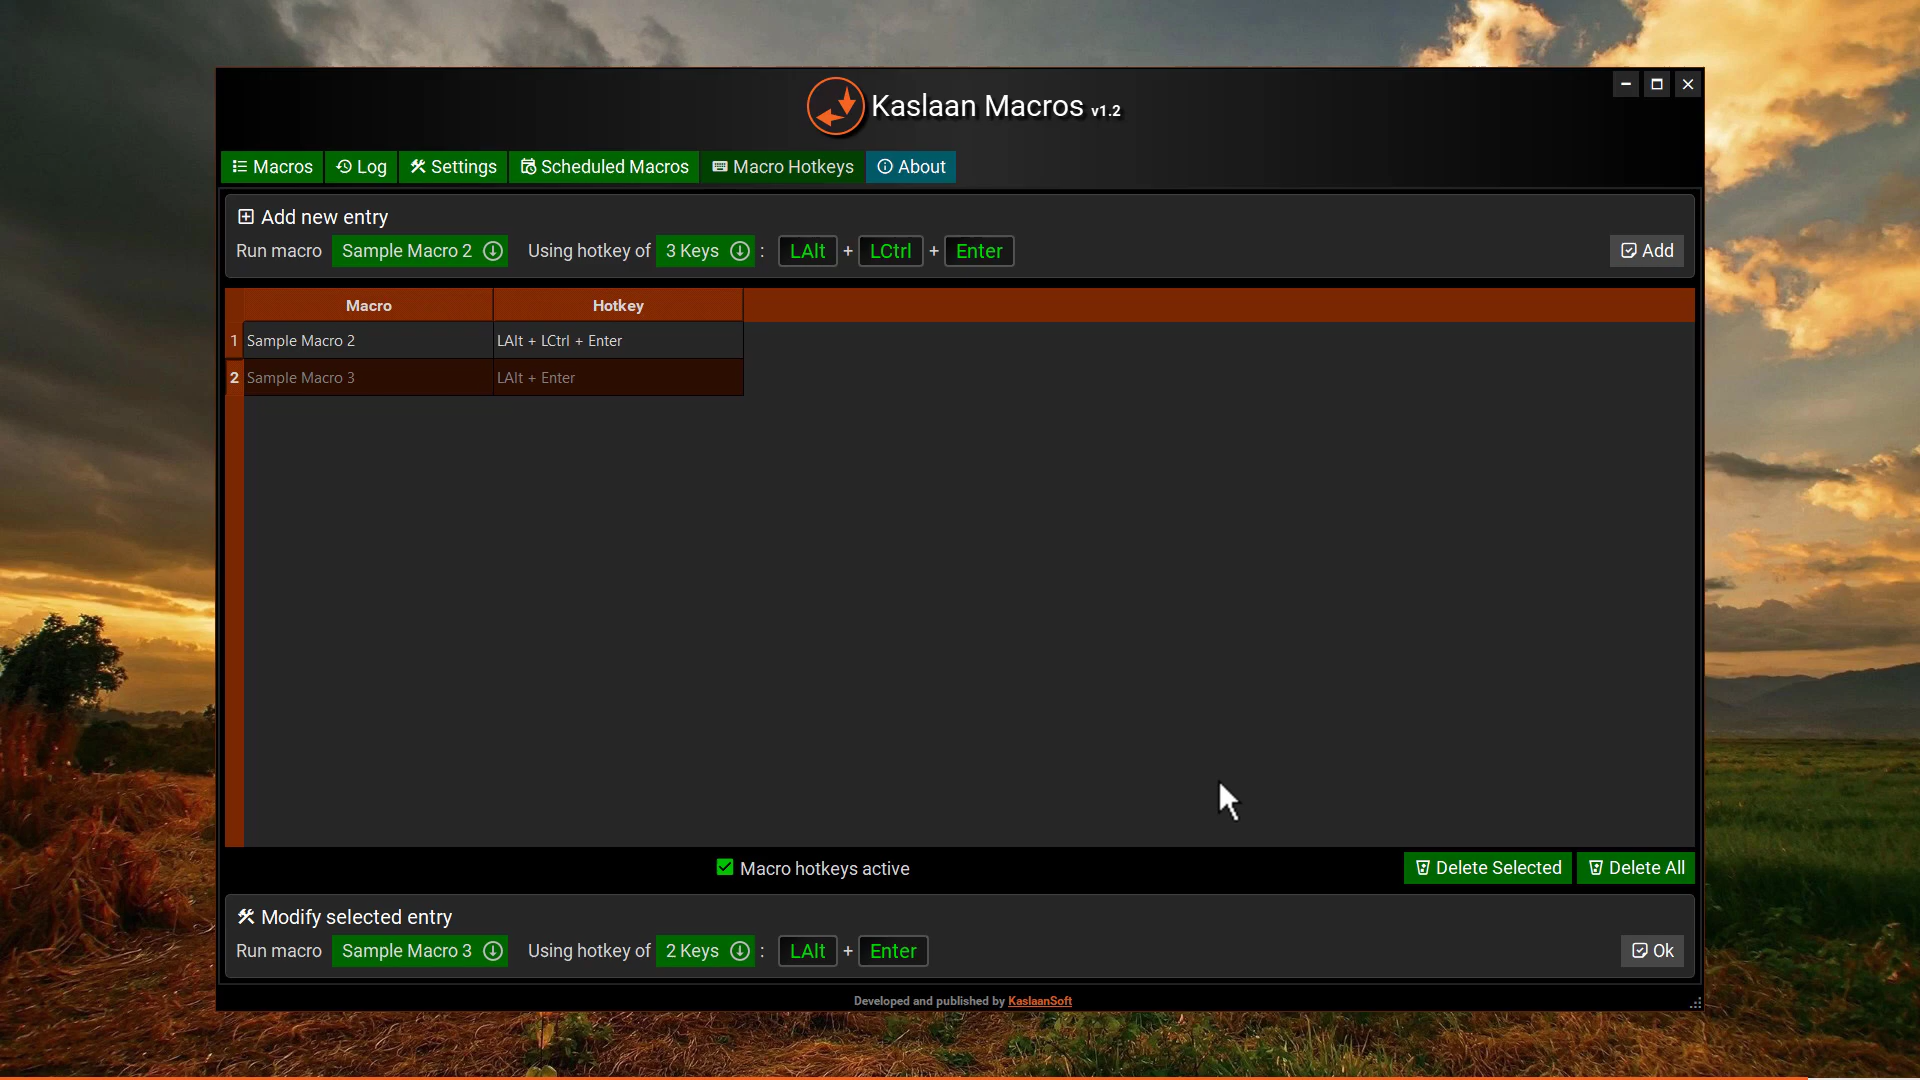 Kaslaan Macros v1.2
Macros Log Settings Scheduled Macros Macro Hotkeys About
Add new entry
Run macro Sample Macro 2 Using hotkey of 3 Keys : LAlt + LCtrl + Enter Add
Macro Hotkey
1 Sample Macro 2 LAlt + LCtrl + Enter
2 Sample Macro 3 LAlt + Enter
Macro hotkeys active Delete Selected Delete All
Modify selected entry
Run macro Sample Macro 3 Using hotkey of 2 Keys : LAlt + Enter Ok
Developed and published by KaslaanSoft